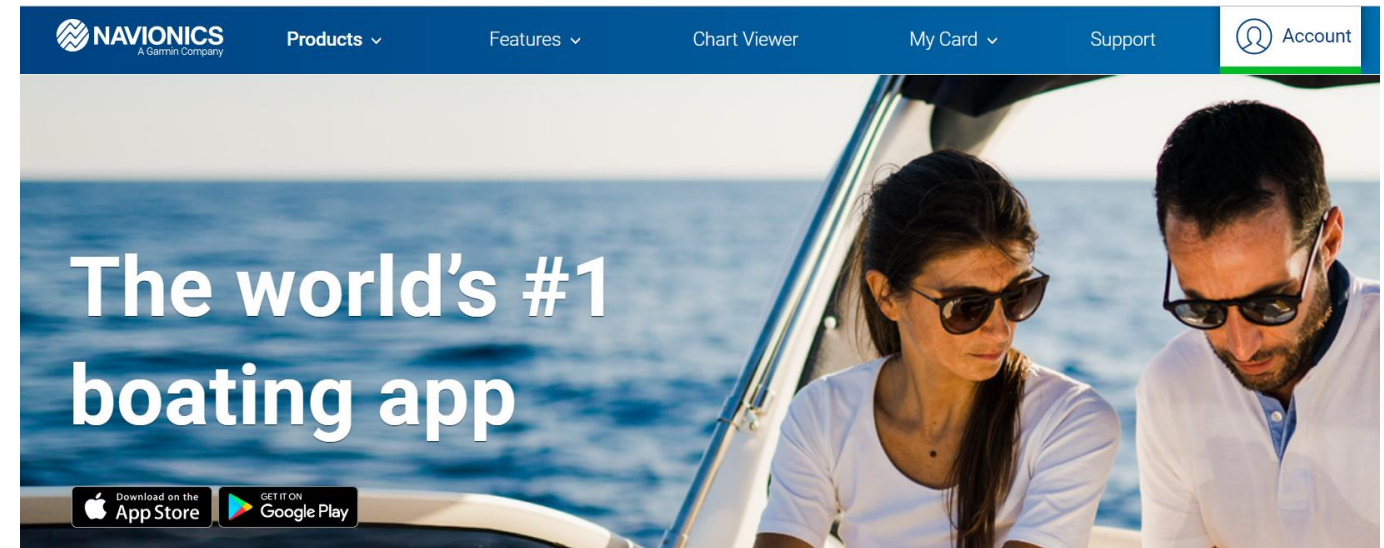 NAVIONICS
A Garmin Company
Products
Features
Chart Viewer
My Card
Support
Account
The world's #1
boating app
Download on the
App Store
GET IT ON
Google Play